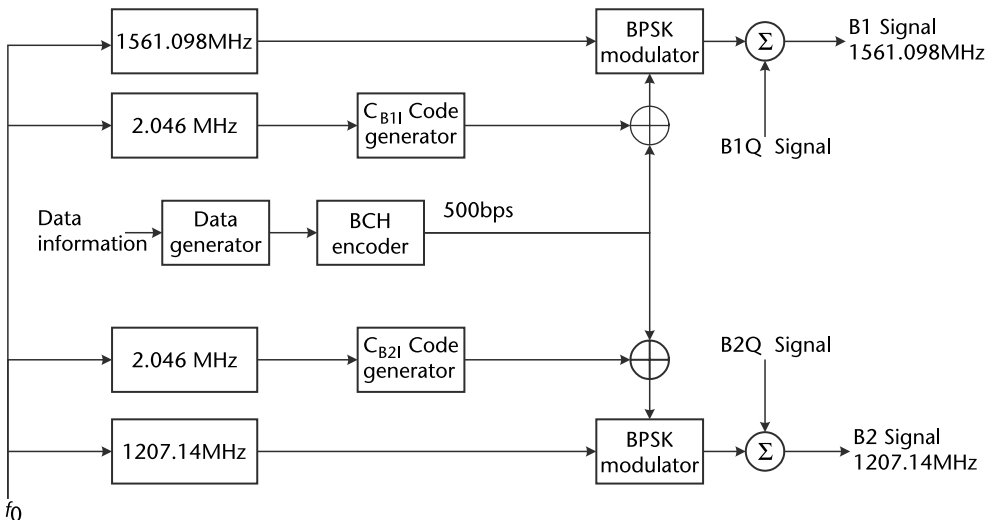 1561.098MHz
BPSK
modulator
Σ
B1 Signal
1561.098MHz
2.046 MHz
C_B1I Code
generator
B1Q Signal
Data
information
Data
generator
BCH
encoder
500bps
2.046 MHz
C_B2I Code
generator
B2Q Signal
1207.14MHz
BPSK
modulator
Σ
B2 Signal
1207.14MHz
f0